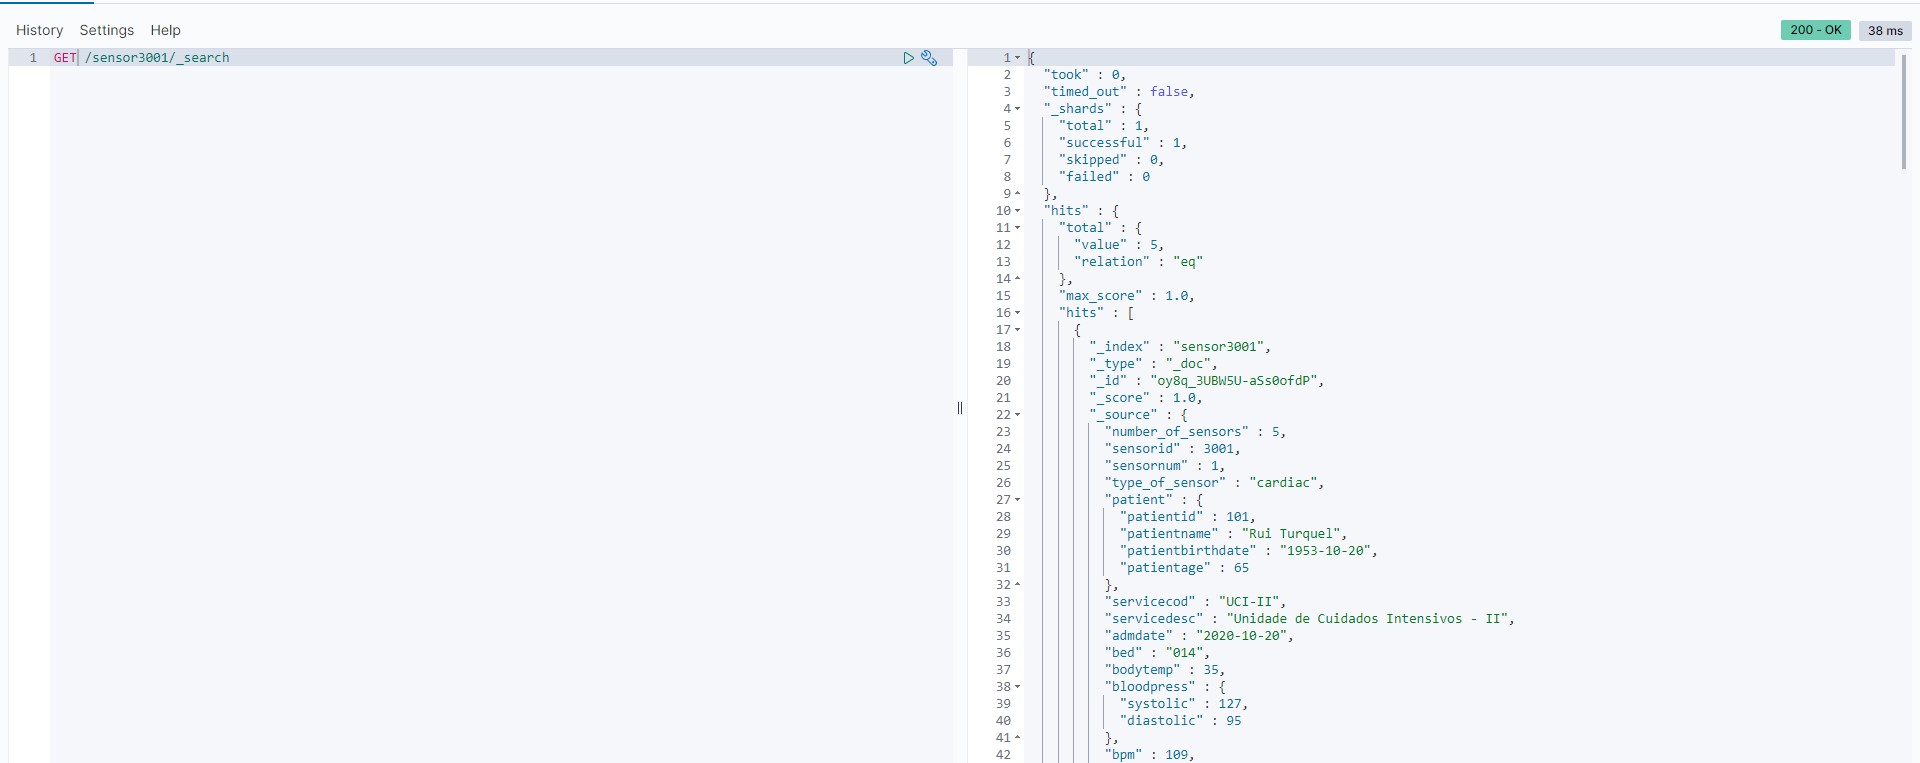 History Settings Help
200 - OK 38 ms
1 GET /sensor3001/_search
1 {
2 "took" : 0,
3 "timed_out" : false,
4 "_shards" : {
5 "total" : 1,
6 "successful" : 1,
7 "skipped" : 0,
8 "failed" : 0
9 },
10 "hits" : {
11 "total" : {
12 "value" : 5,
13 "relation" : "eq"
14 },
15 "max_score" : 1.0,
16 "hits" : [
17 {
18 "_index" : "sensor3001",
19 "_type" : "_doc",
20 "_id" : "oy8q_3UBW5U-aSs0ofdP",
21 "_score" : 1.0,
22 "_source" : {
23 "number_of_sensors" : 5,
24 "sensorid" : 3001,
25 "sensornum" : 1,
26 "type_of_sensor" : "cardiac",
27 "patient" : {
28 "patientid" : 101,
29 "patientname" : "Rui Turquel",
30 "patientbirthdate" : "1953-10-20",
31 "patientage" : 65
32 },
33 "servicecod" : "UCI-II",
34 "servicedesc" : "Unidade de Cuidados Intensivos - II",
35 "admdate" : "2020-10-20",
36 "bed" : "014",
37 "bodytemp" : 35,
38 "bloodpress" : {
39 "systolic" : 127,
40 "diastolic" : 95
41 },
42 "bpm" : 109,